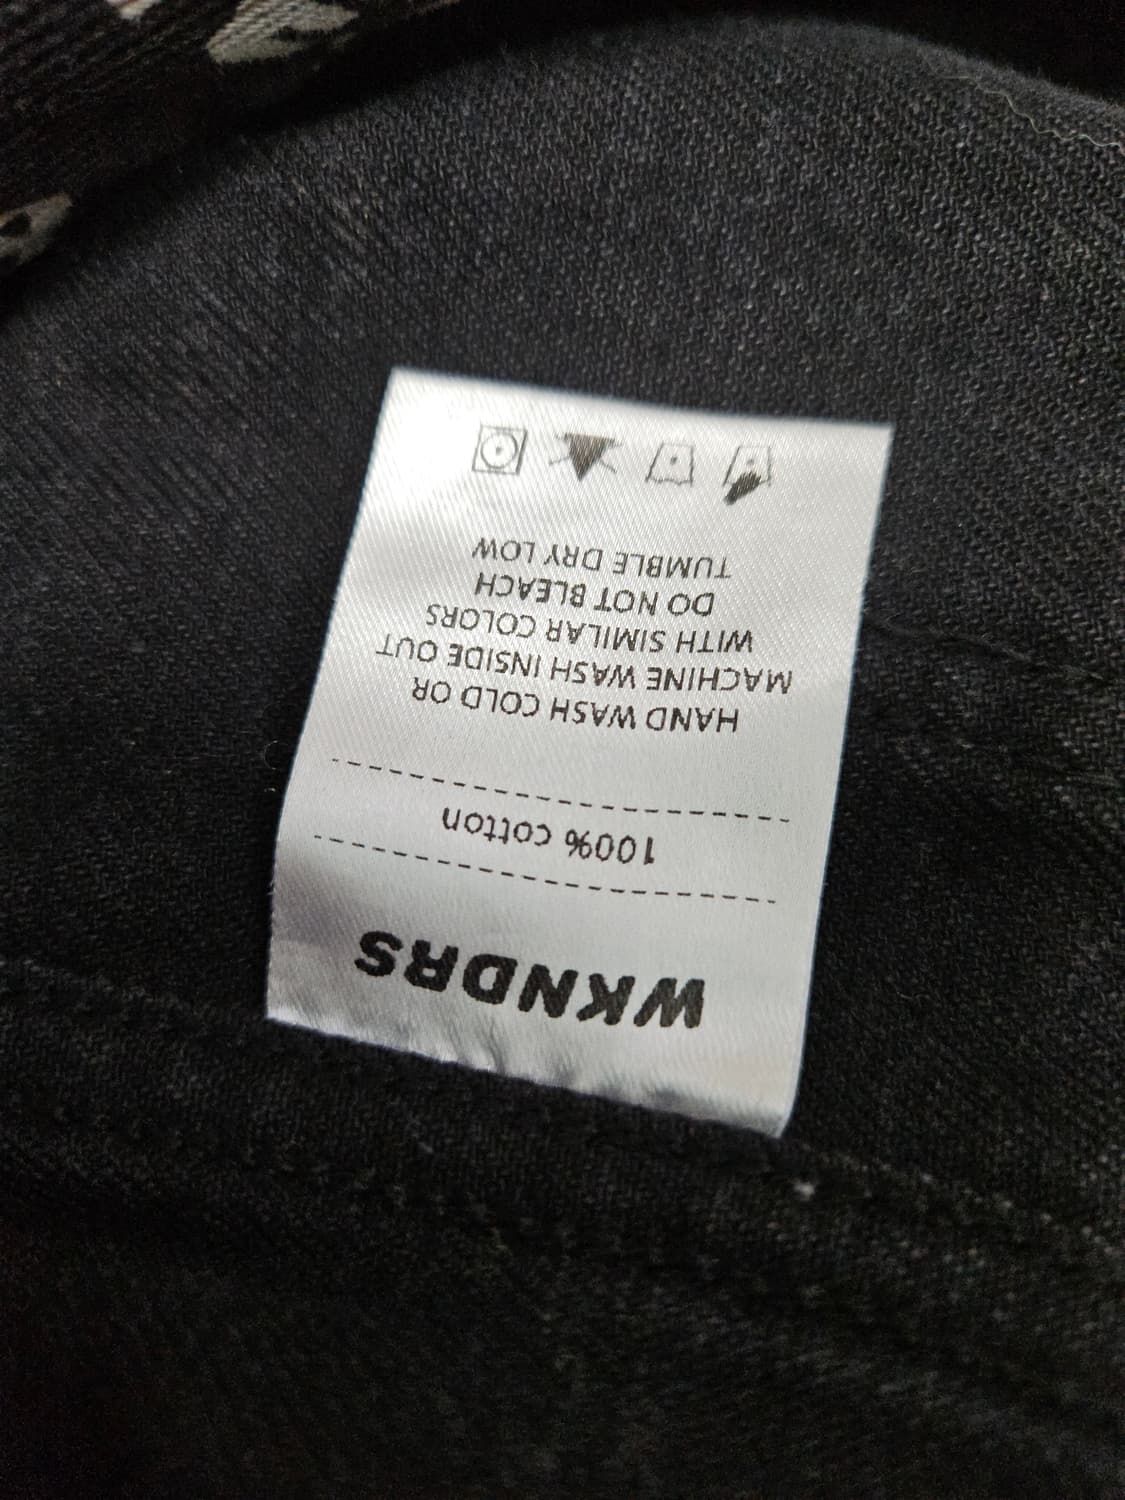 WKNDRS
100% cotton
HAND WASH COLD OR
MACHINE WASH INSIDE OUT
WITH SIMILAR COLORS
DO NOT BLEACH
TUMBLE DRY LOW